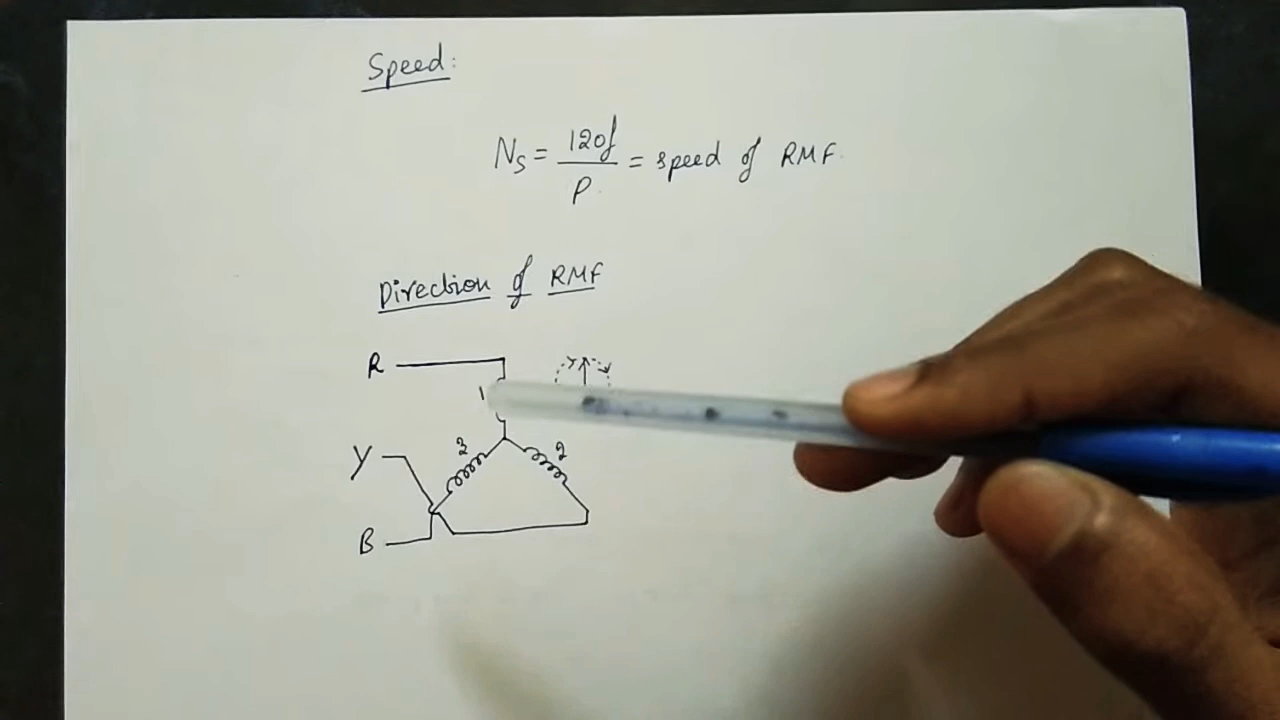 Speed:
Ns = 120f / P = speed of RMF.
Direction of RMF
R
1
Y
3
2
B